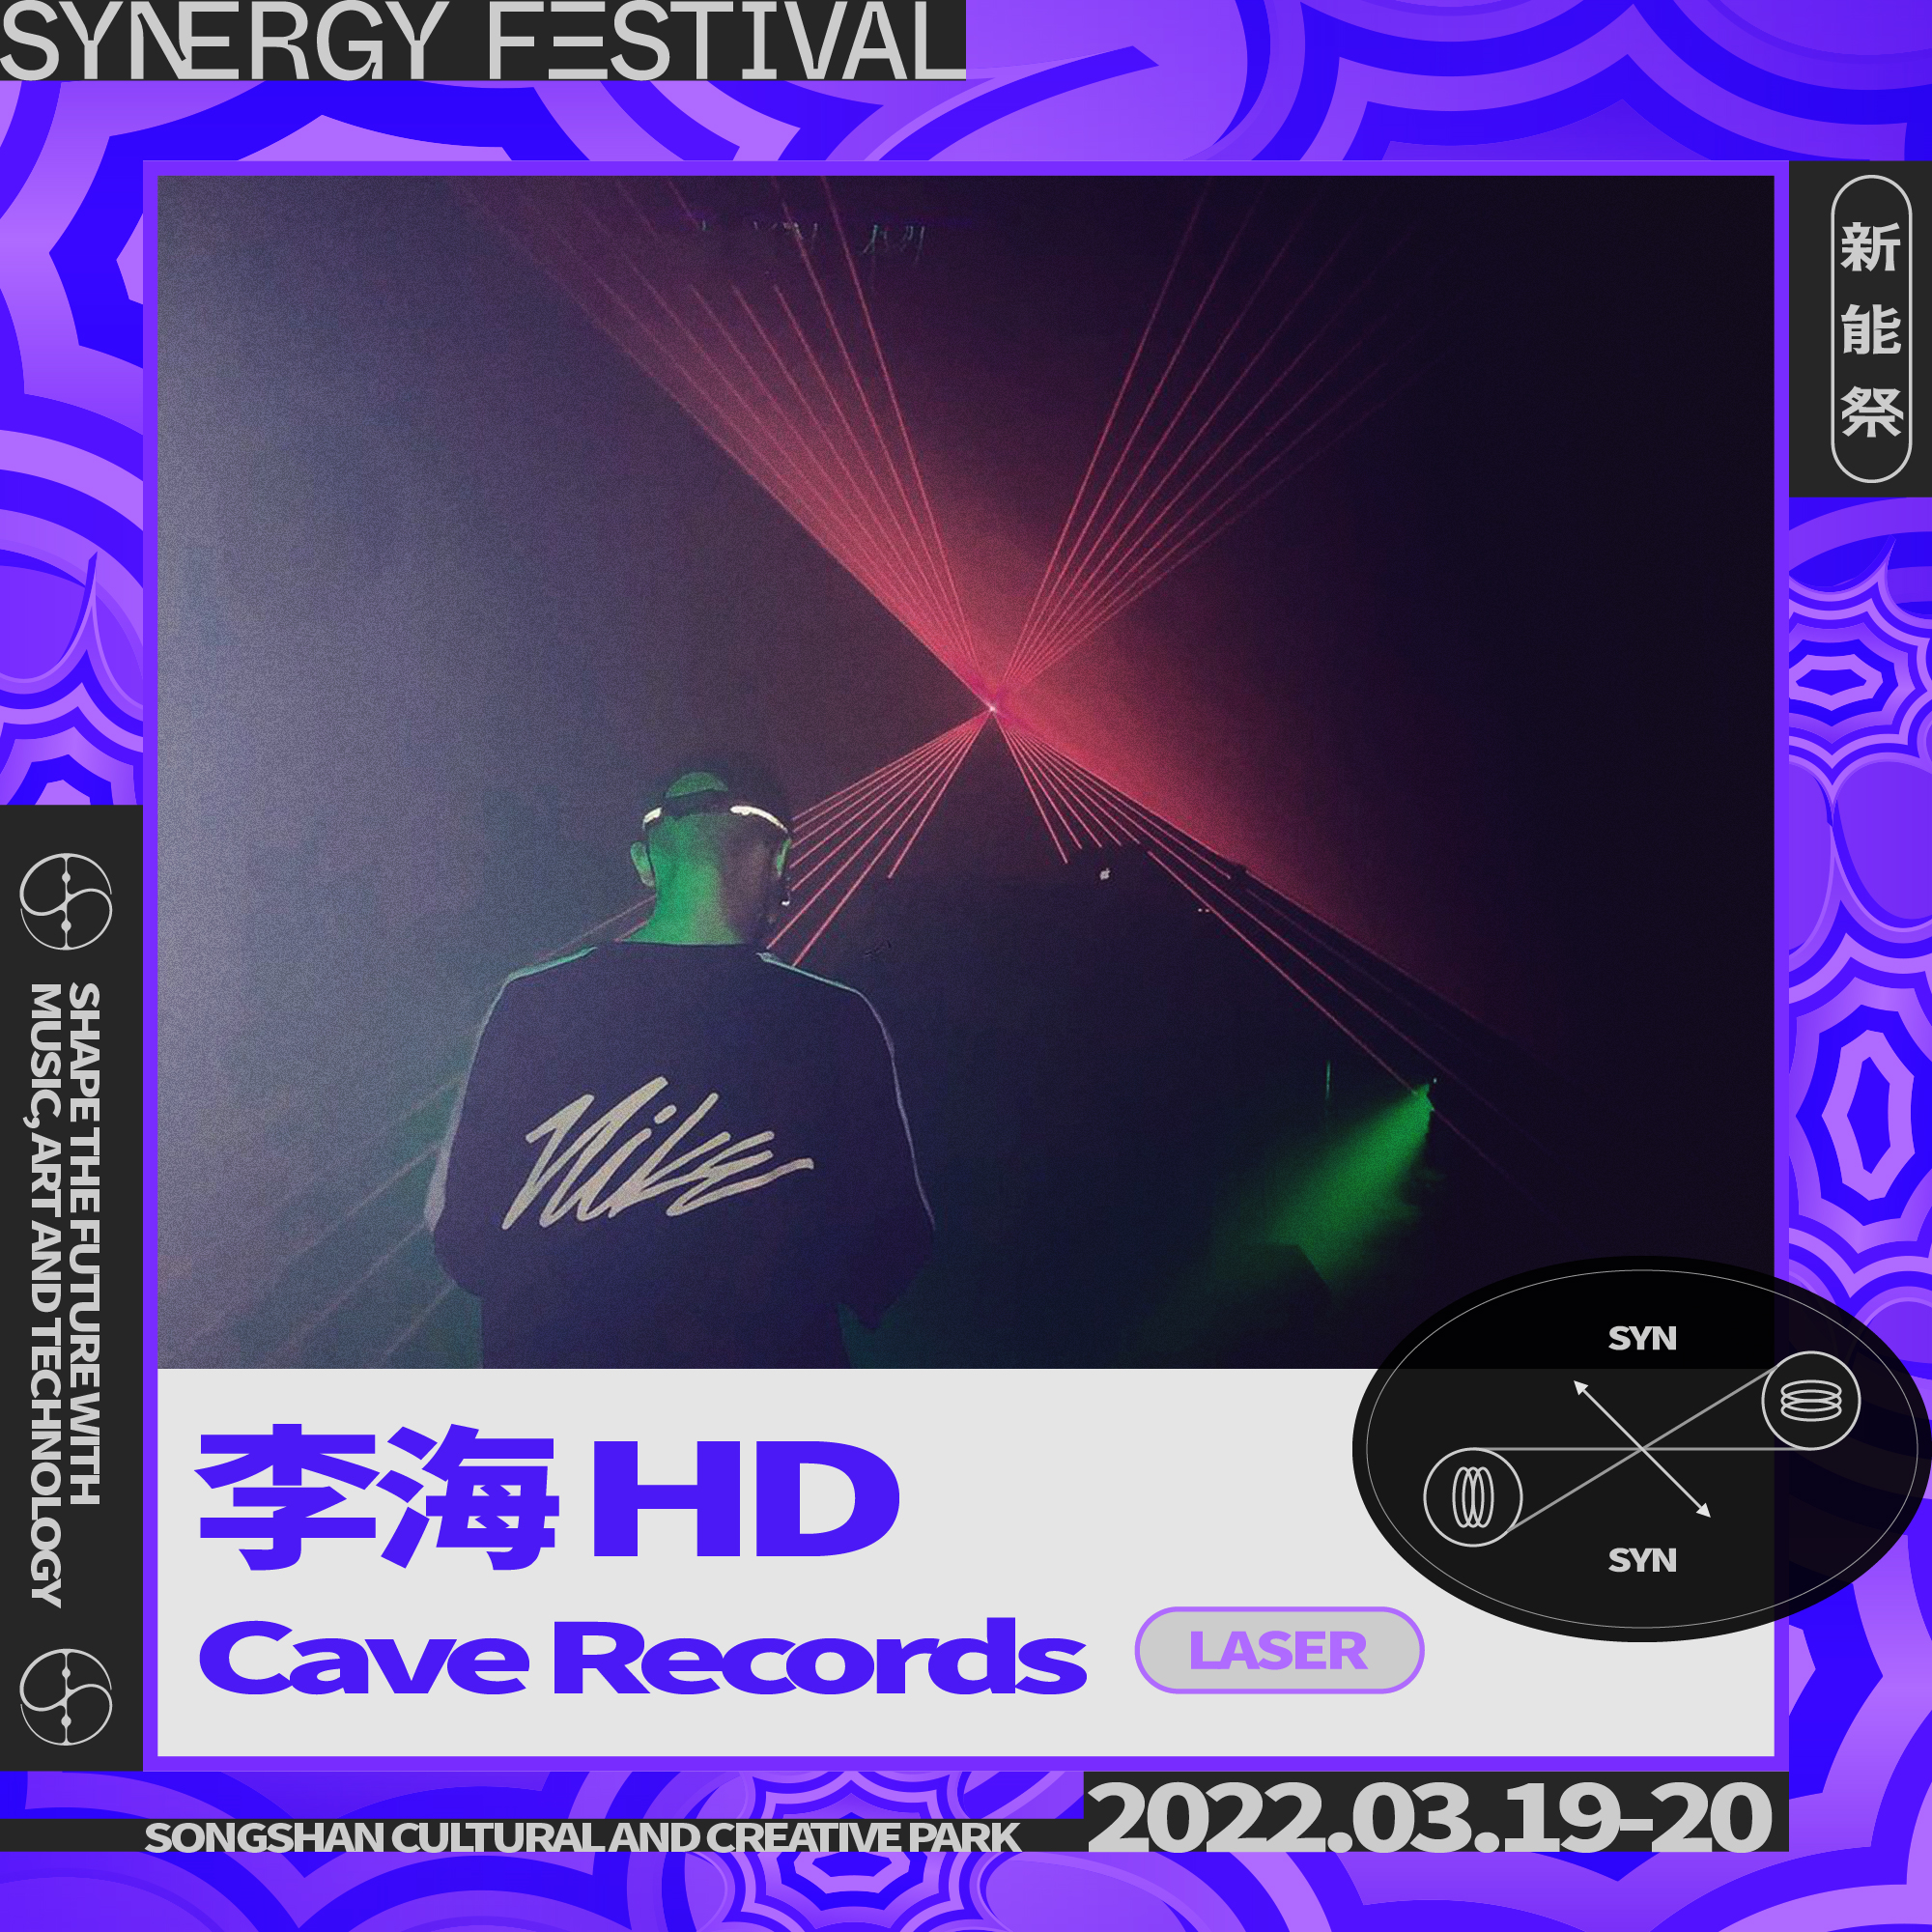 SYNERGY FESTIVAL
新能祭
SHAPE THE FUTURE WITH
MUSIC, ART AND TECHNOLOGY
Nike
SYN
SYN
李海 HD
Cave Records
LASER
SONGSHAN CULTURAL AND CREATIVE PARK
2022.03.19-20